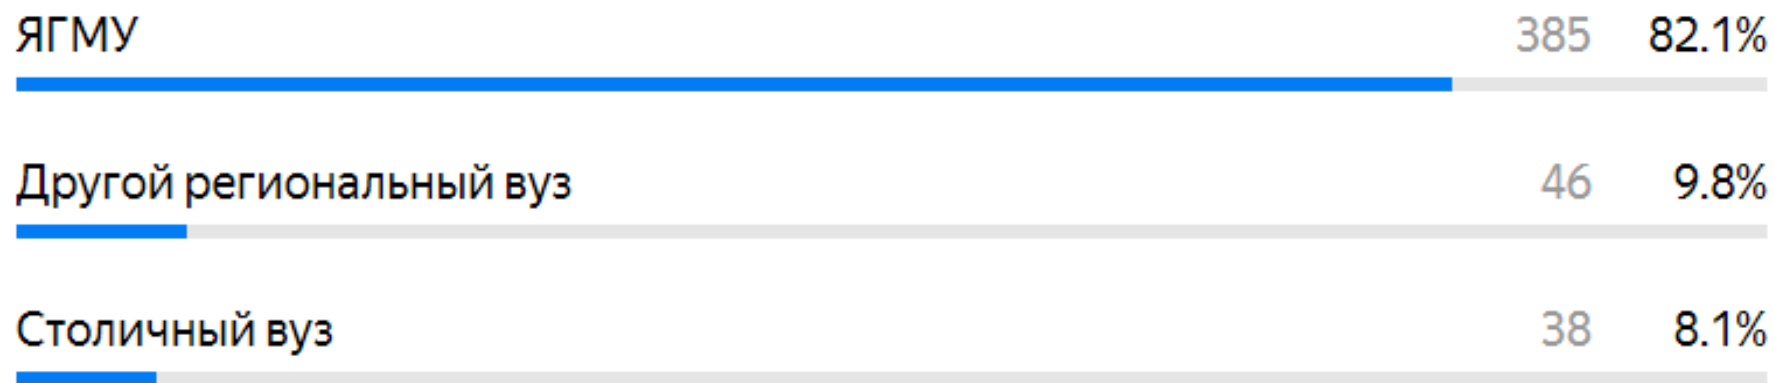 ЯГМУ 385 82.1%
Другой региональный вуз 46 9.8%
Столичный вуз 38 8.1%